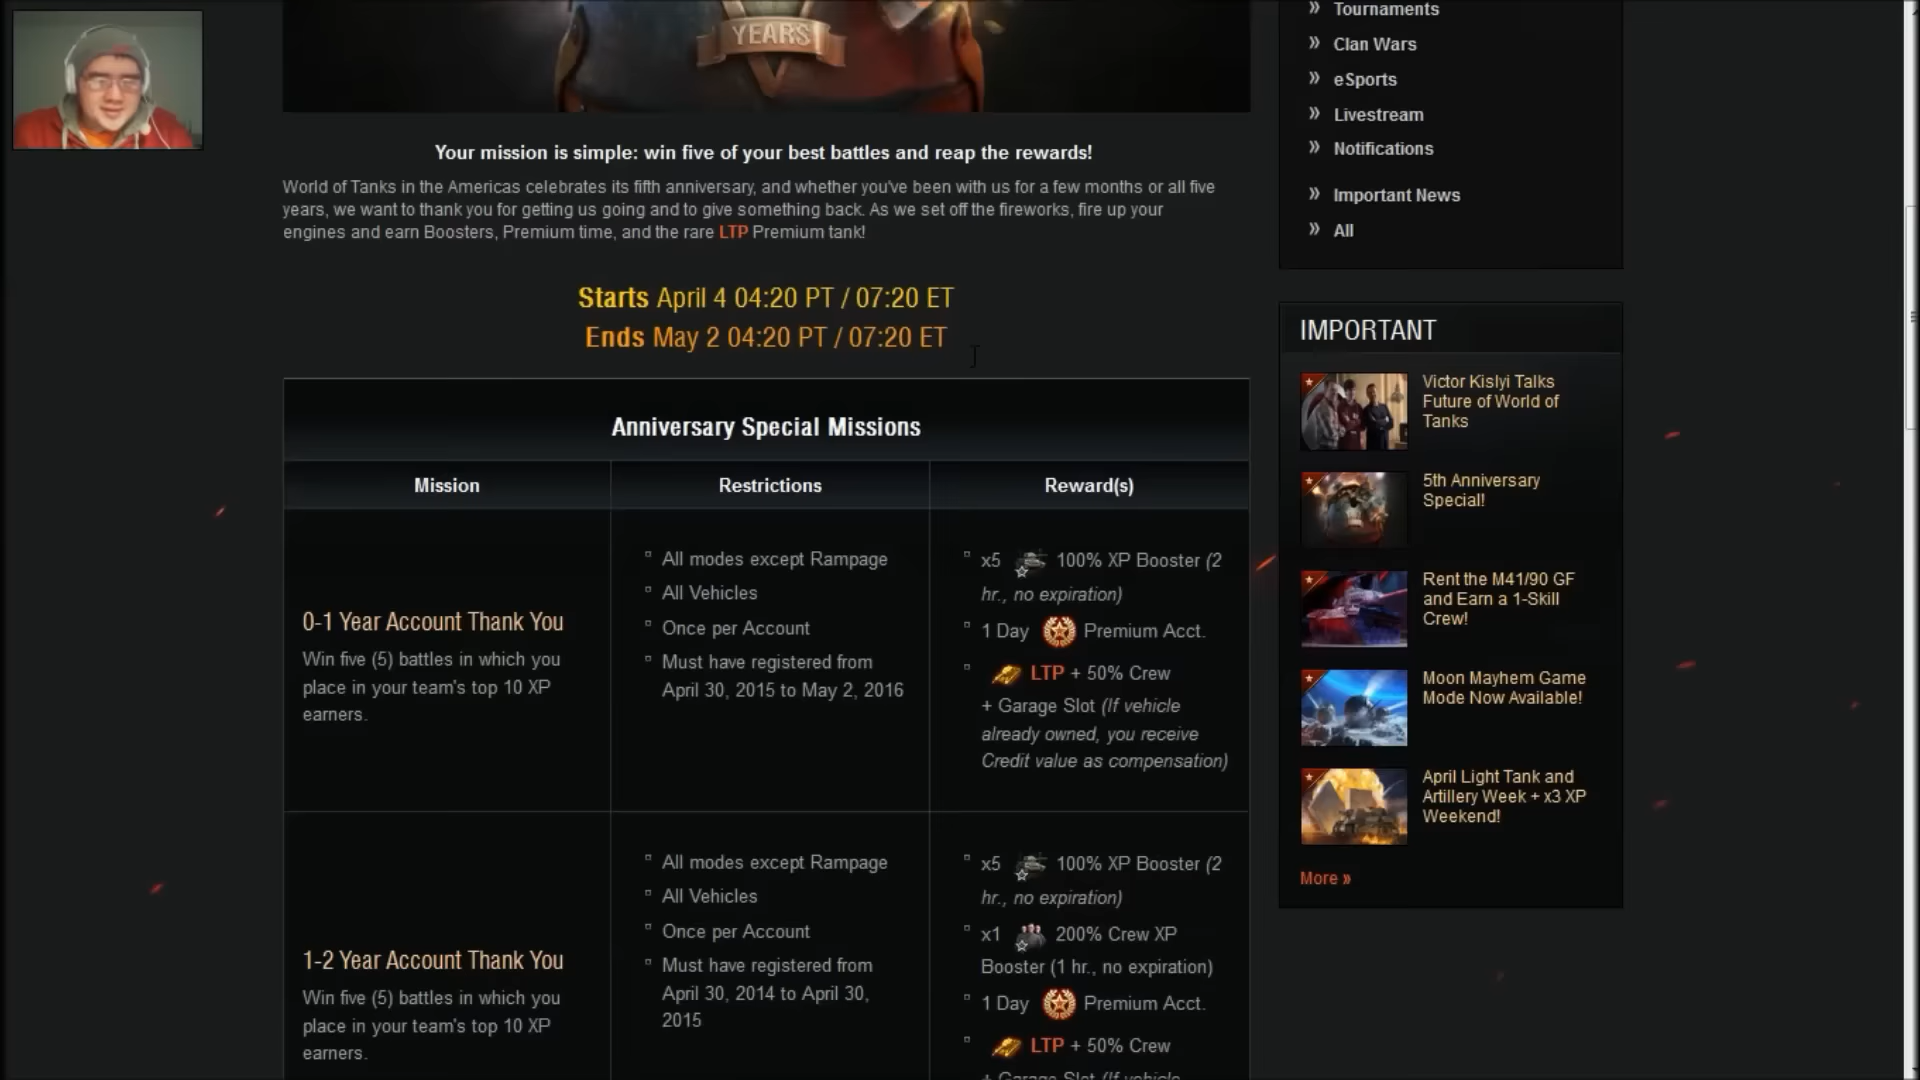 YEARS
Your mission is simple: win five of your best battles and reap the rewards!
World of Tanks in the Americas celebrates its fifth anniversary, and whether you've been with us for a few months or all five
years, we want to thank you for getting us going and to give something back. As we set off the fireworks, fire up your
engines and earn Boosters, Premium time, and the rare LTP Premium tank!
Starts April 4 04:20 PT / 07:20 ET
Ends May 2 04:20 PT / 07:20 ET
Anniversary Special Missions
Mission
Restrictions
Reward(s)
0-1 Year Account Thank You
Win five (5) battles in which you
place in your team's top 10 XP
earners.
All modes except Rampage
All Vehicles
Once per Account
Must have registered from
April 30, 2015 to May 2, 2016
x5 100% XP Booster (2
hr., no expiration)
1 Day Premium Acct.
LTP + 50% Crew
+ Garage Slot (If vehicle
already owned, you receive
Credit value as compensation)
1-2 Year Account Thank You
Win five (5) battles in which you
place in your team's top 10 XP
earners.
All modes except Rampage
All Vehicles
Once per Account
Must have registered from
April 30, 2014 to April 30,
2015
x5 100% XP Booster (2
hr., no expiration)
x1 200% Crew XP
Booster (1 hr., no expiration)
1 Day Premium Acct.
LTP + 50% Crew
+ Garage Slot (If vehicle
» Tournaments
» Clan Wars
» eSports
» Livestream
» Notifications
» Important News
» All
IMPORTANT
Victor Kislyi Talks
Future of World of
Tanks
5th Anniversary
Special!
Rent the M41/90 GF
and Earn a 1-Skill
Crew!
Moon Mayhem Game
Mode Now Available!
April Light Tank and
Artillery Week + x3 XP
Weekend!
More »